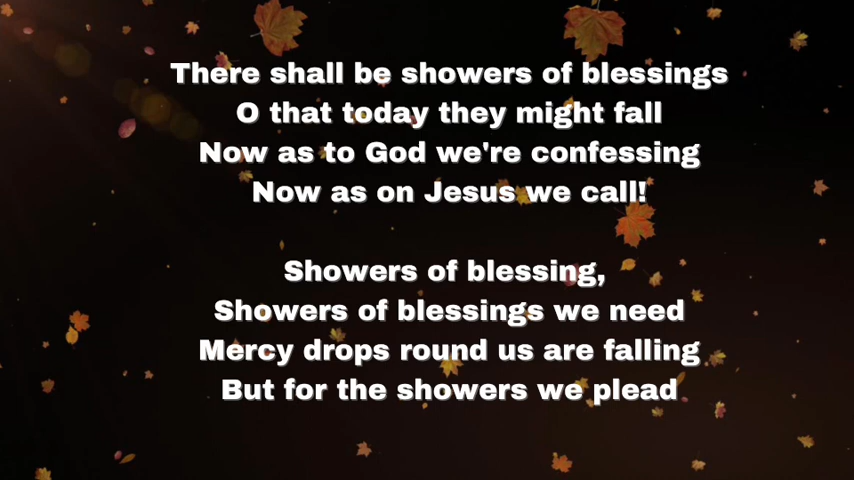 There shall be showers of blessings
O that today they might fall
Now as to God we're confessing
Now as on Jesus we call!
Showers of blessing,
Showers of blessings we need
Mercy drops round us are falling
But for the showers we plead